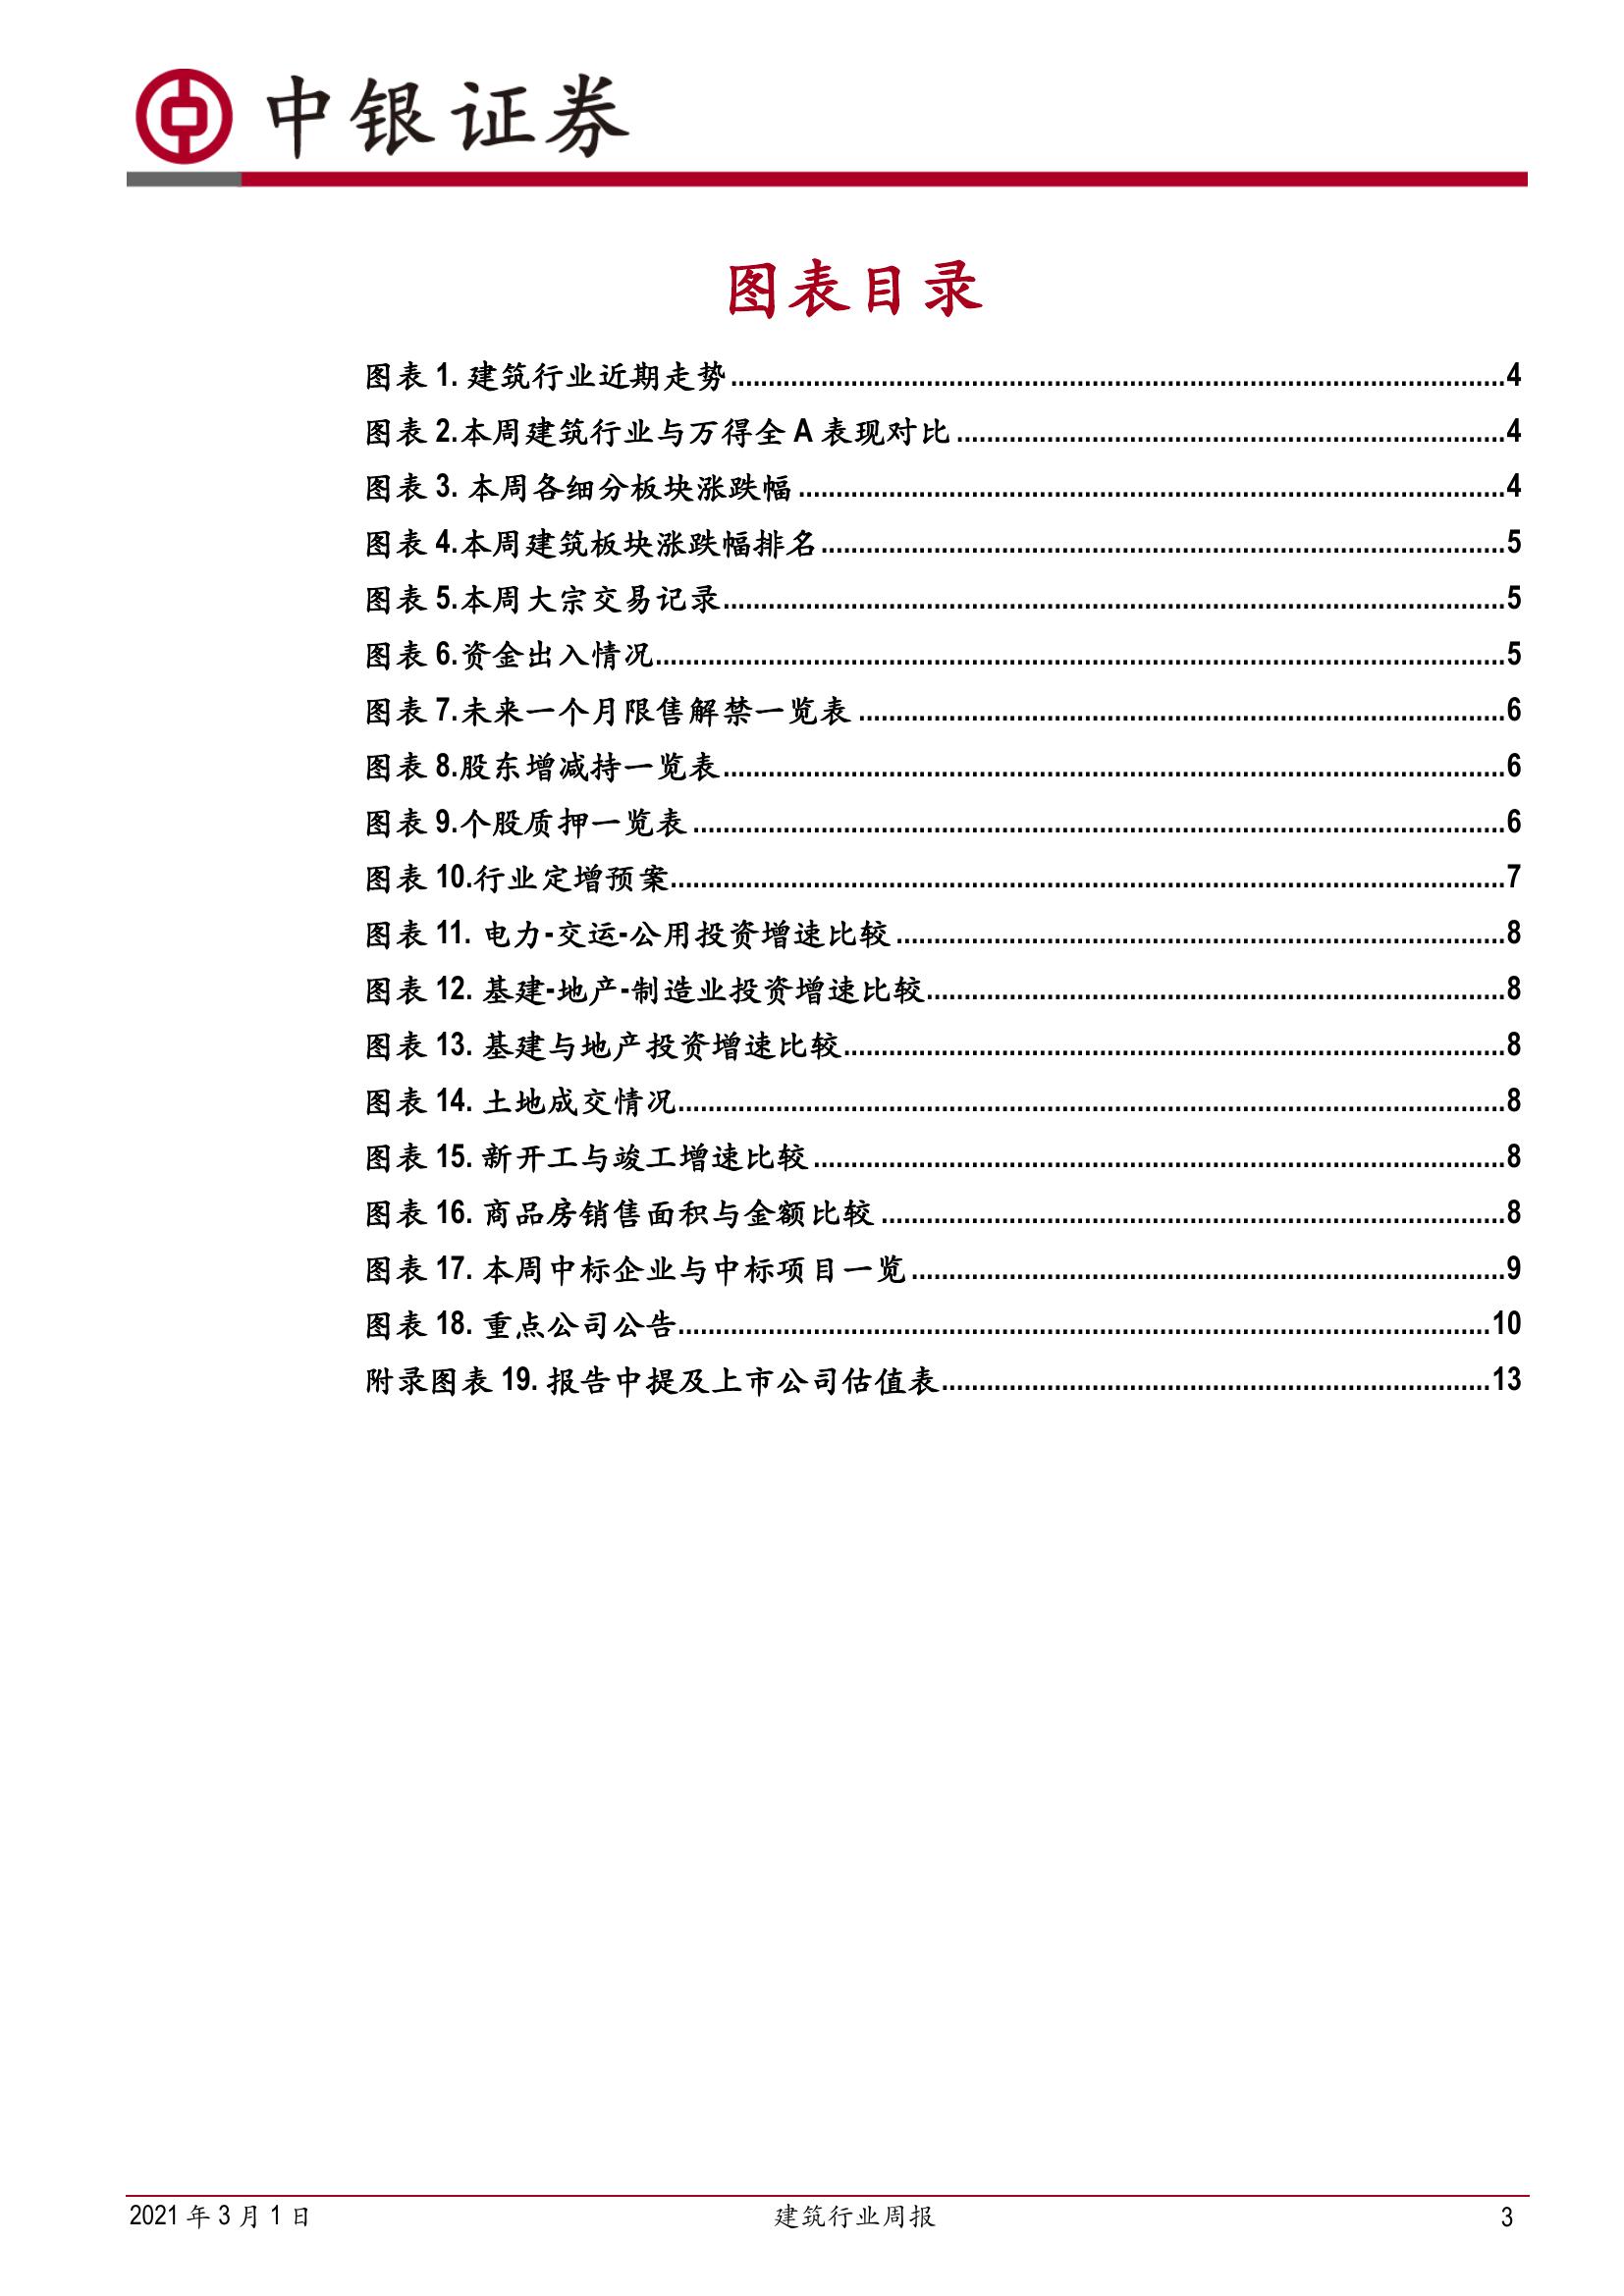 中银证券
图表目录
图表 1. 建筑行业近期走势................4
图表 2.本周建筑行业与万得全 A 表现对比................4
图表 3. 本周各细分板块涨跌幅................4
图表 4.本周建筑板块涨跌幅排名................5
图表 5.本周大宗交易记录................5
图表 6.资金出入情况................5
图表 7.未来一个月限售解禁一览表................6
图表 8.股东增减持一览表................6
图表 9.个股质押一览表................6
图表 10.行业定增预案................7
图表 11. 电力-交运-公用投资增速比较................8
图表 12. 基建-地产-制造业投资增速比较................8
图表 13. 基建与地产投资增速比较................8
图表 14. 土地成交情况................8
图表 15. 新开工与竣工增速比较................8
图表 16. 商品房销售面积与金额比较................8
图表 17. 本周中标企业与中标项目一览................9
图表 18. 重点公司公告................10
附录图表 19. 报告中提及上市公司估值表................13
2021 年 3 月 1 日 建筑行业周报 3